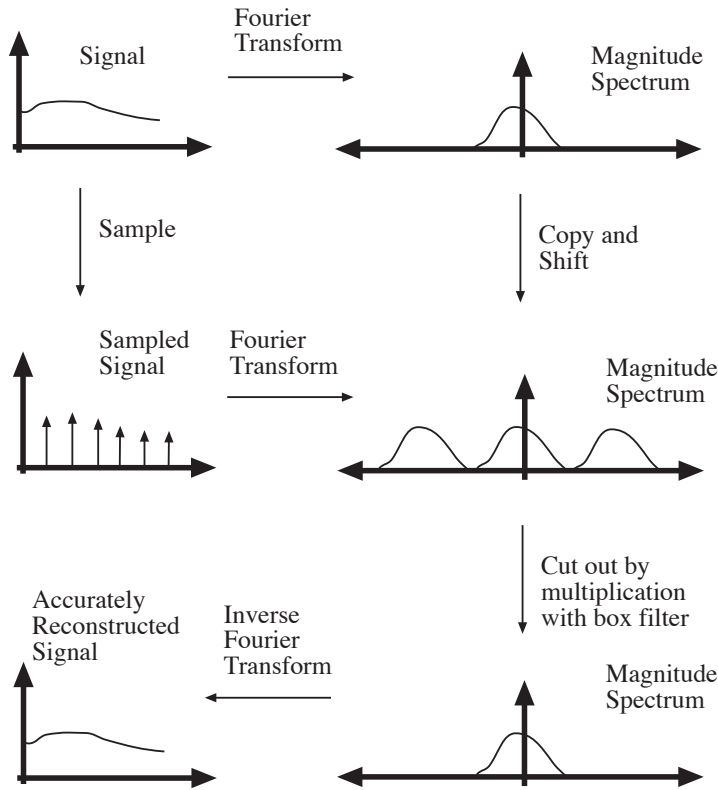 Signal
Fourier
Transform
Magnitude
Spectrum
Sample
Copy and
Shift
Sampled
Signal
Fourier
Transform
Magnitude
Spectrum
Cut out by
multiplication
with box filter
Accurately
Reconstructed
Signal
Inverse
Fourier
Transform
Magnitude
Spectrum